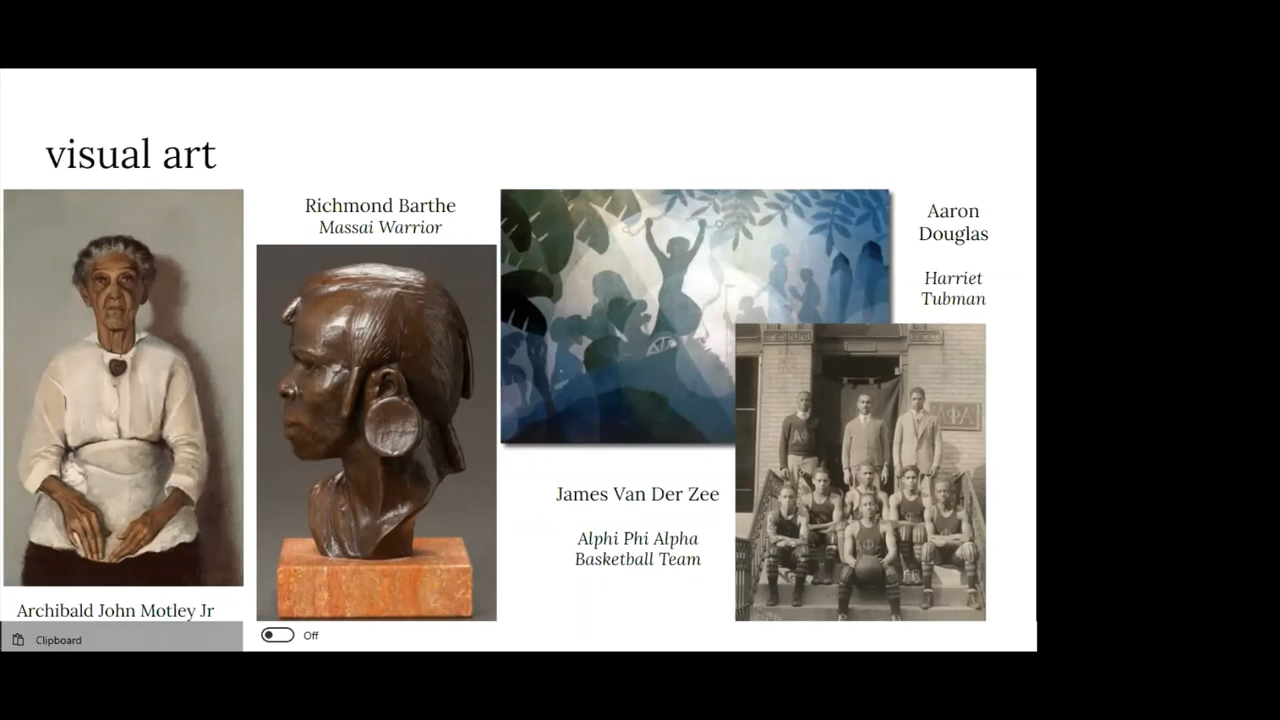 visual art
Richmond Barthe
Massai Warrior
Aaron
Douglas
Harriet
Tubman
ΑΦΑ
James Van Der Zee
Alphi Phi Alpha
Basketball Team
Archibald John Motley Jr
Clipboard
Off